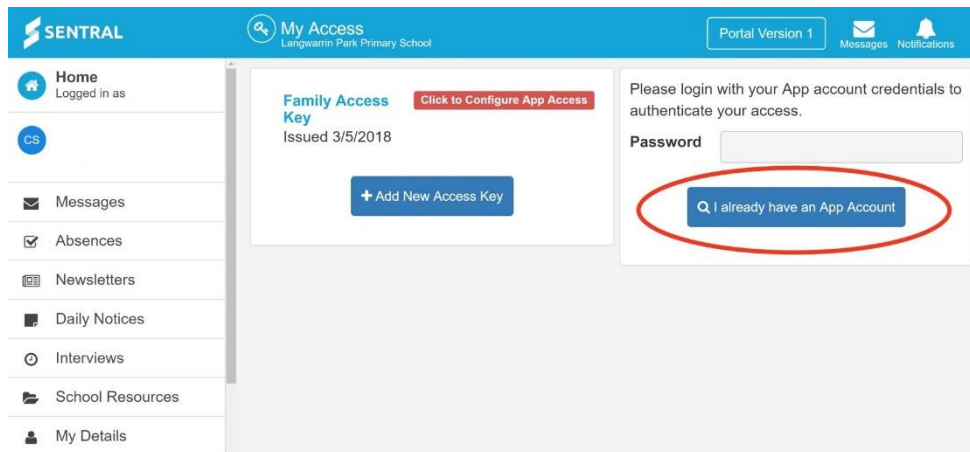 SENTRAL
My Access
Langwarrin Park Primary School
Portal Version 1
Messages
Notifications
Home
Logged in as
CS
Messages
Absences
Newsletters
Daily Notices
Interviews
School Resources
My Details
Family Access
Key
Click to Configure App Access
Issued 3/5/2018
+ Add New Access Key
Please login with your App account credentials to
authenticate your access.
Password
I already have an App Account